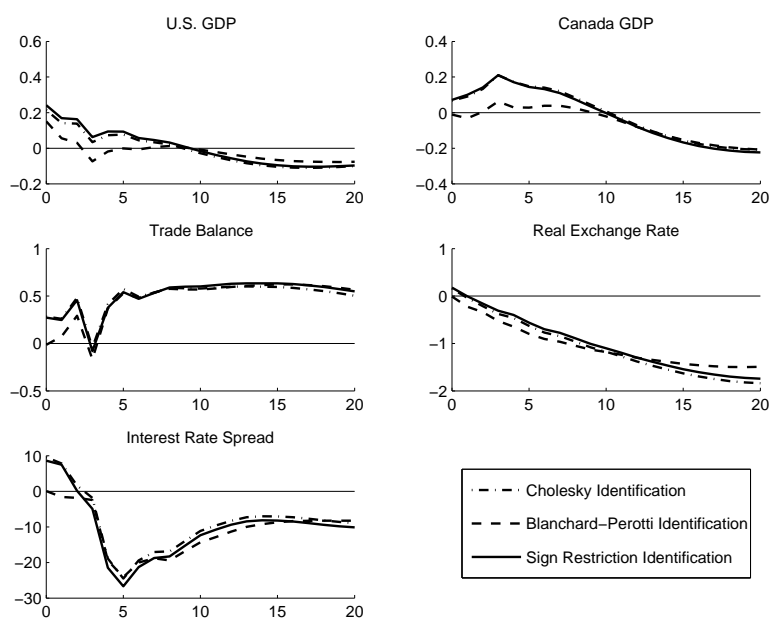 U.S. GDP
0.6
0.4
0.2
0
−0.2
0 5 10 15 20
Canada GDP
0.4
0.2
0
−0.2
−0.4
0 5 10 15 20
Trade Balance
1
0.5
0
−0.5
0 5 10 15 20
Real Exchange Rate
1
0
−1
−2
0 5 10 15 20
Interest Rate Spread
10
0
−10
−20
−30
0 5 10 15 20
Cholesky Identification
Blanchard−Perotti Identification
Sign Restriction Identification